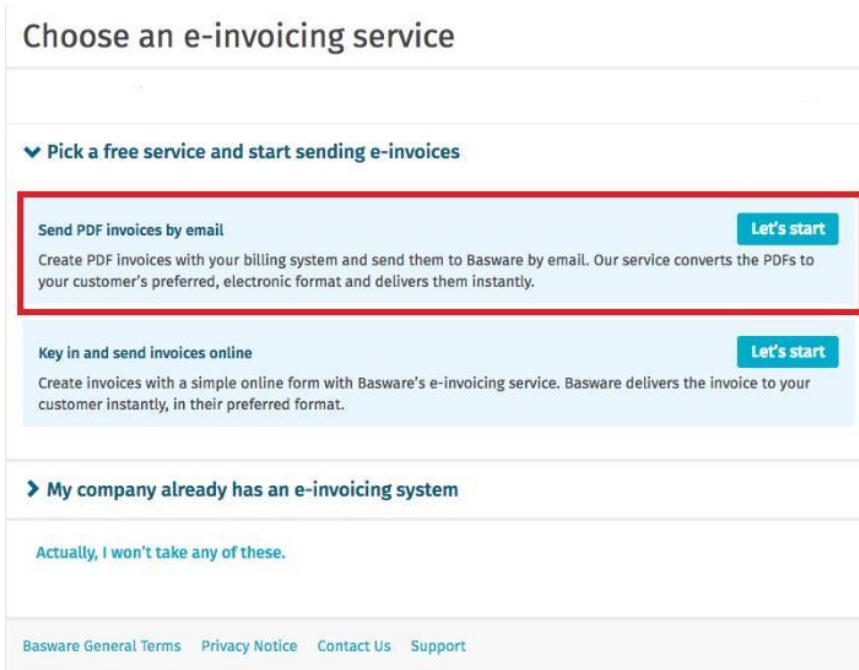 Choose an e-invoicing service
Pick a free service and start sending e-invoices
Send PDF invoices by email
Let's start
Create PDF invoices with your billing system and send them to Basware by email. Our service converts the PDFs to
your customer's preferred, electronic format and delivers them instantly.
Key in and send invoices online
Let's start
Create invoices with a simple online form with Basware's e-invoicing service. Basware delivers the invoice to your
customer instantly, in their preferred format.
My company already has an e-invoicing system
Actually, I won't take any of these.
Basware General Terms Privacy Notice Contact Us Support